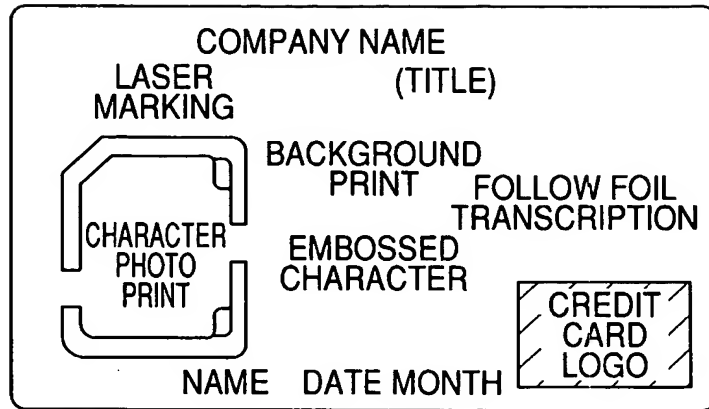 COMPANY NAME
(TITLE)
LASER
MARKING
BACKGROUND
PRINT
FOLLOW FOIL
TRANSCRIPTION
CHARACTER
PHOTO
PRINT
EMBOSSED
CHARACTER
CREDIT
CARD
LOGO
NAME DATE MONTH